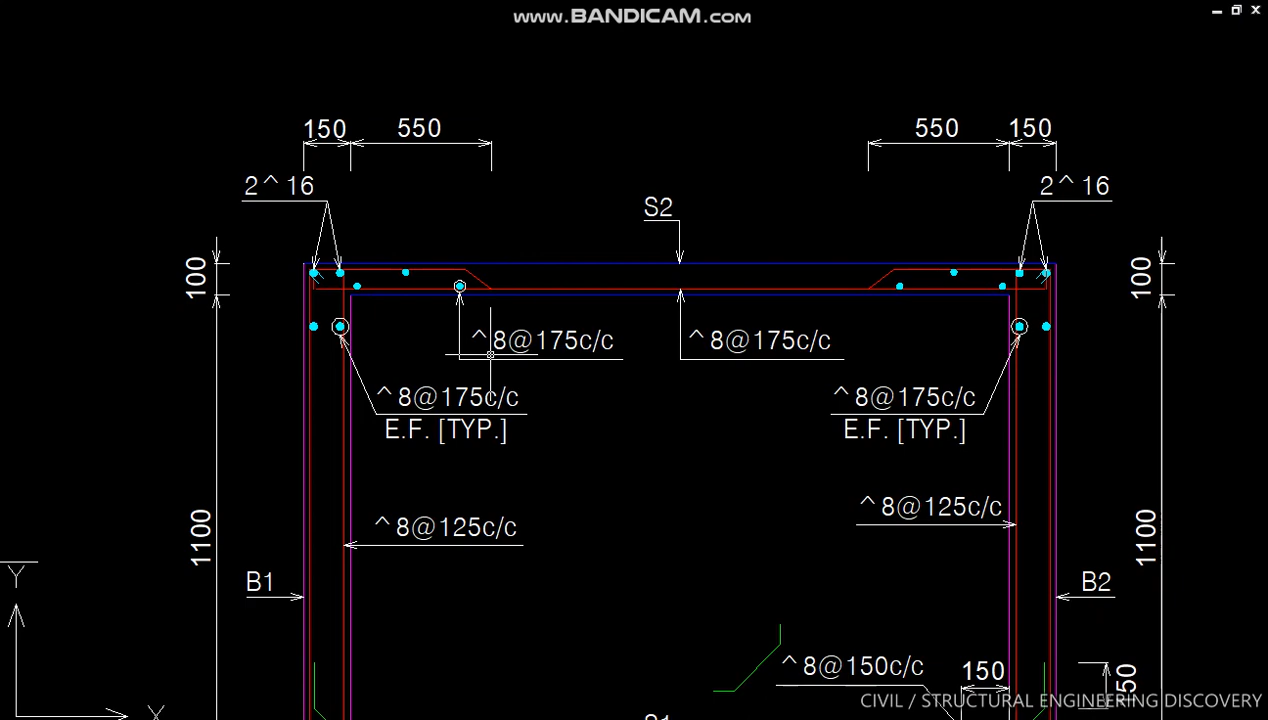 www.BANDICAM.com
150 550
550 150
2^16
2^16
S2
100
100
^8@175c/c
^8@175c/c
^8@175c/c
E.F. [TYP.]
^8@175c/c
E.F. [TYP.]
^8@125c/c
^8@125c/c
1100
1100
B1
B2
Y
^8@150c/c
150
150
X
CIVIL / STRUCTURAL ENGINEERING DISCOVERY